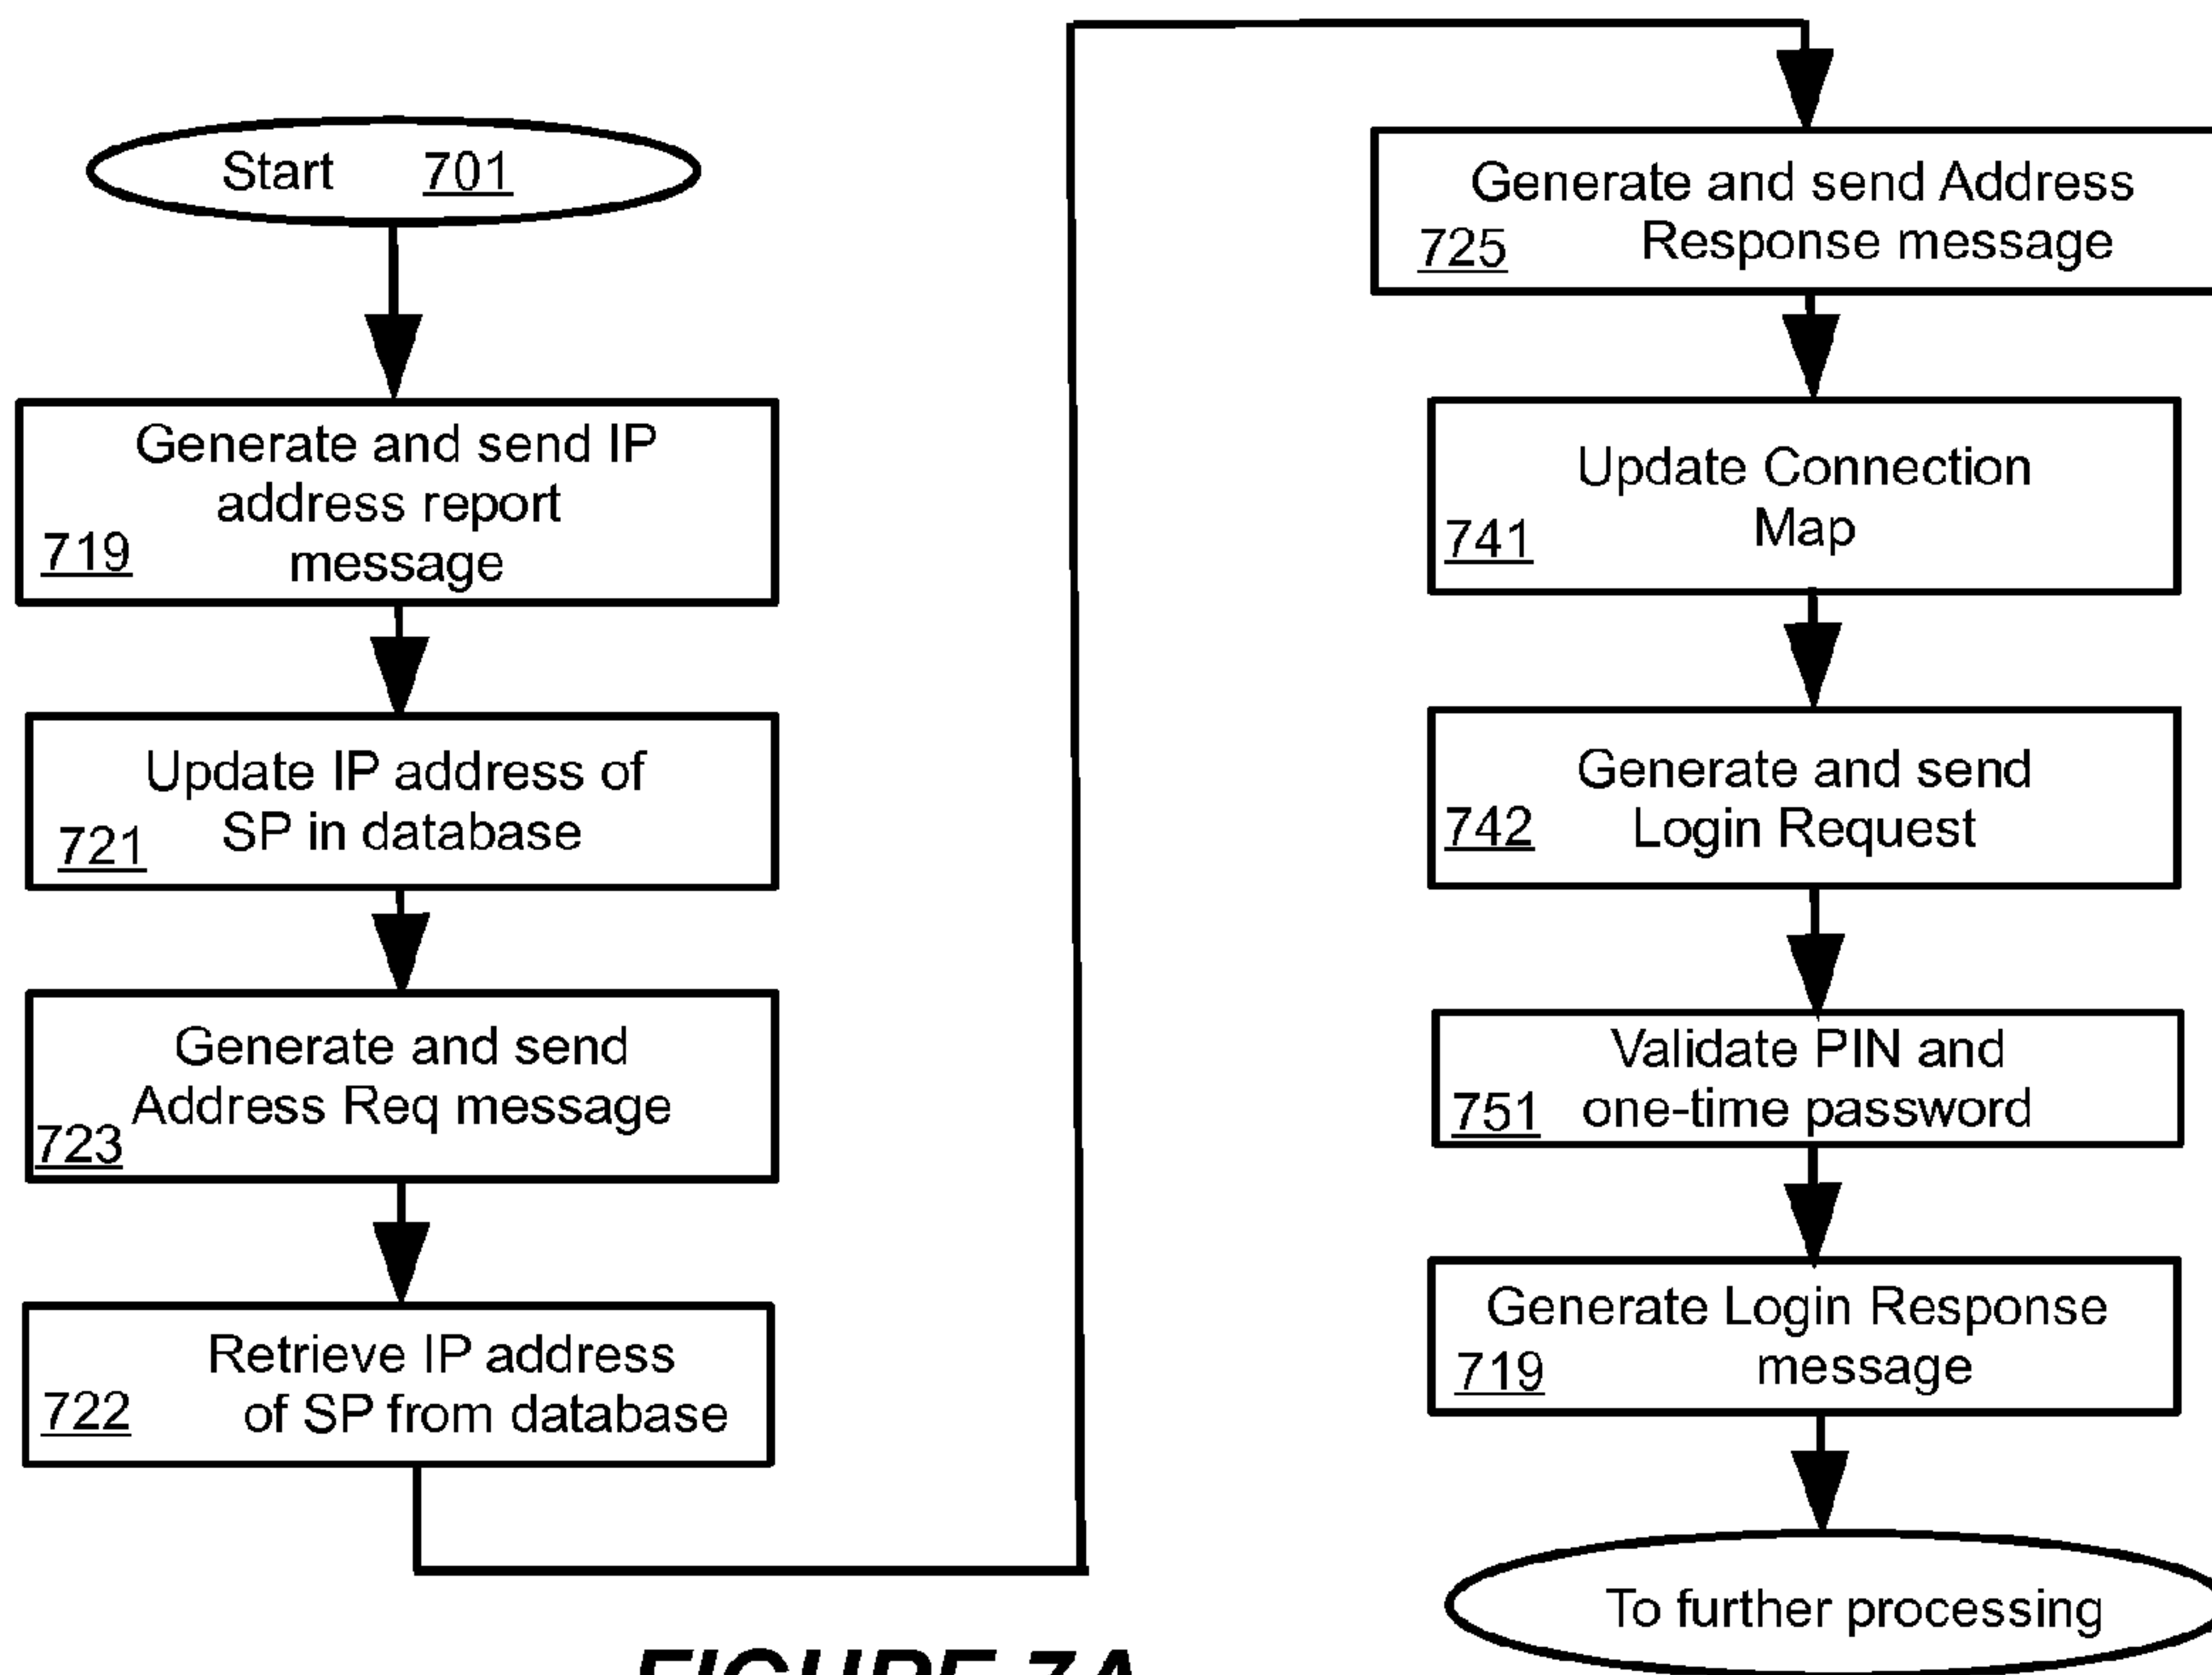 Start 701
Generate and send IP
address report
719
message
Update IP address of
SP in database
721
Generate and send
Address Req message
723
Retrieve IP address
722 of SP from database
Generate and send Address
725 Response message
Update Connection
741 Map
Generate and send
742 Login Request
Validate PIN and
751 one-time password
Generate Login Response
719 message
To further processing
FIGURE 7A